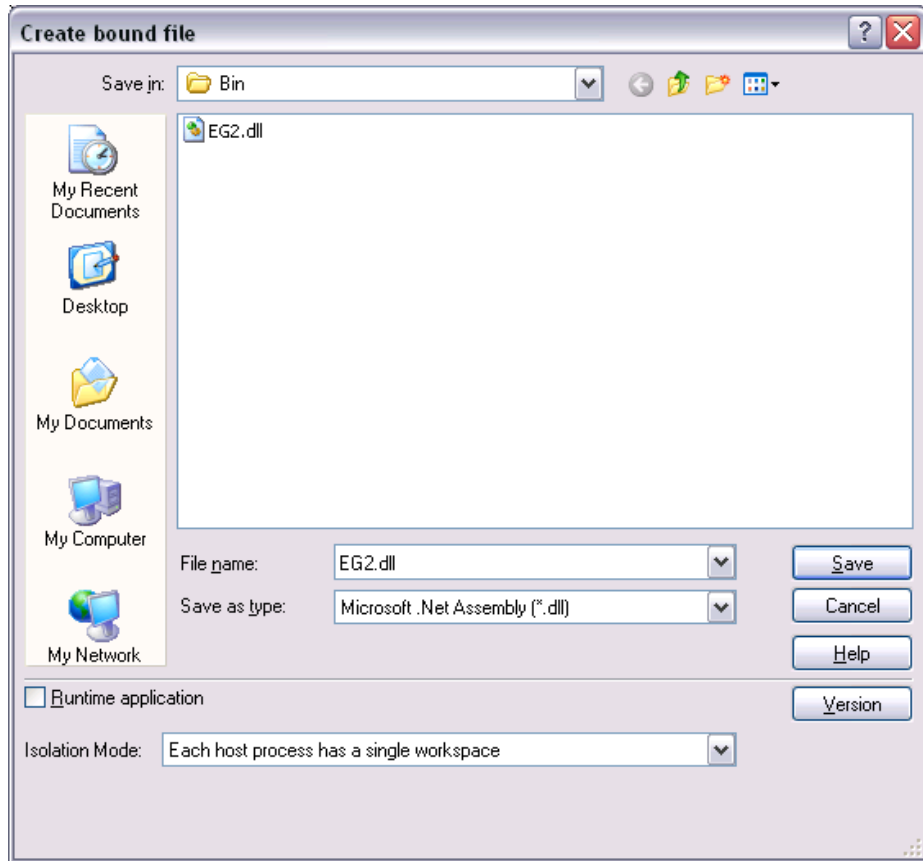 Create bound file
Save in: Bin
EG2.dll
My Recent
Documents
Desktop
My Documents
My Computer
My Network
File name: EG2.dll Save
Save as type: Microsoft .Net Assembly (*.dll) Cancel
Help
Runtime application Version
Isolation Mode: Each host process has a single workspace